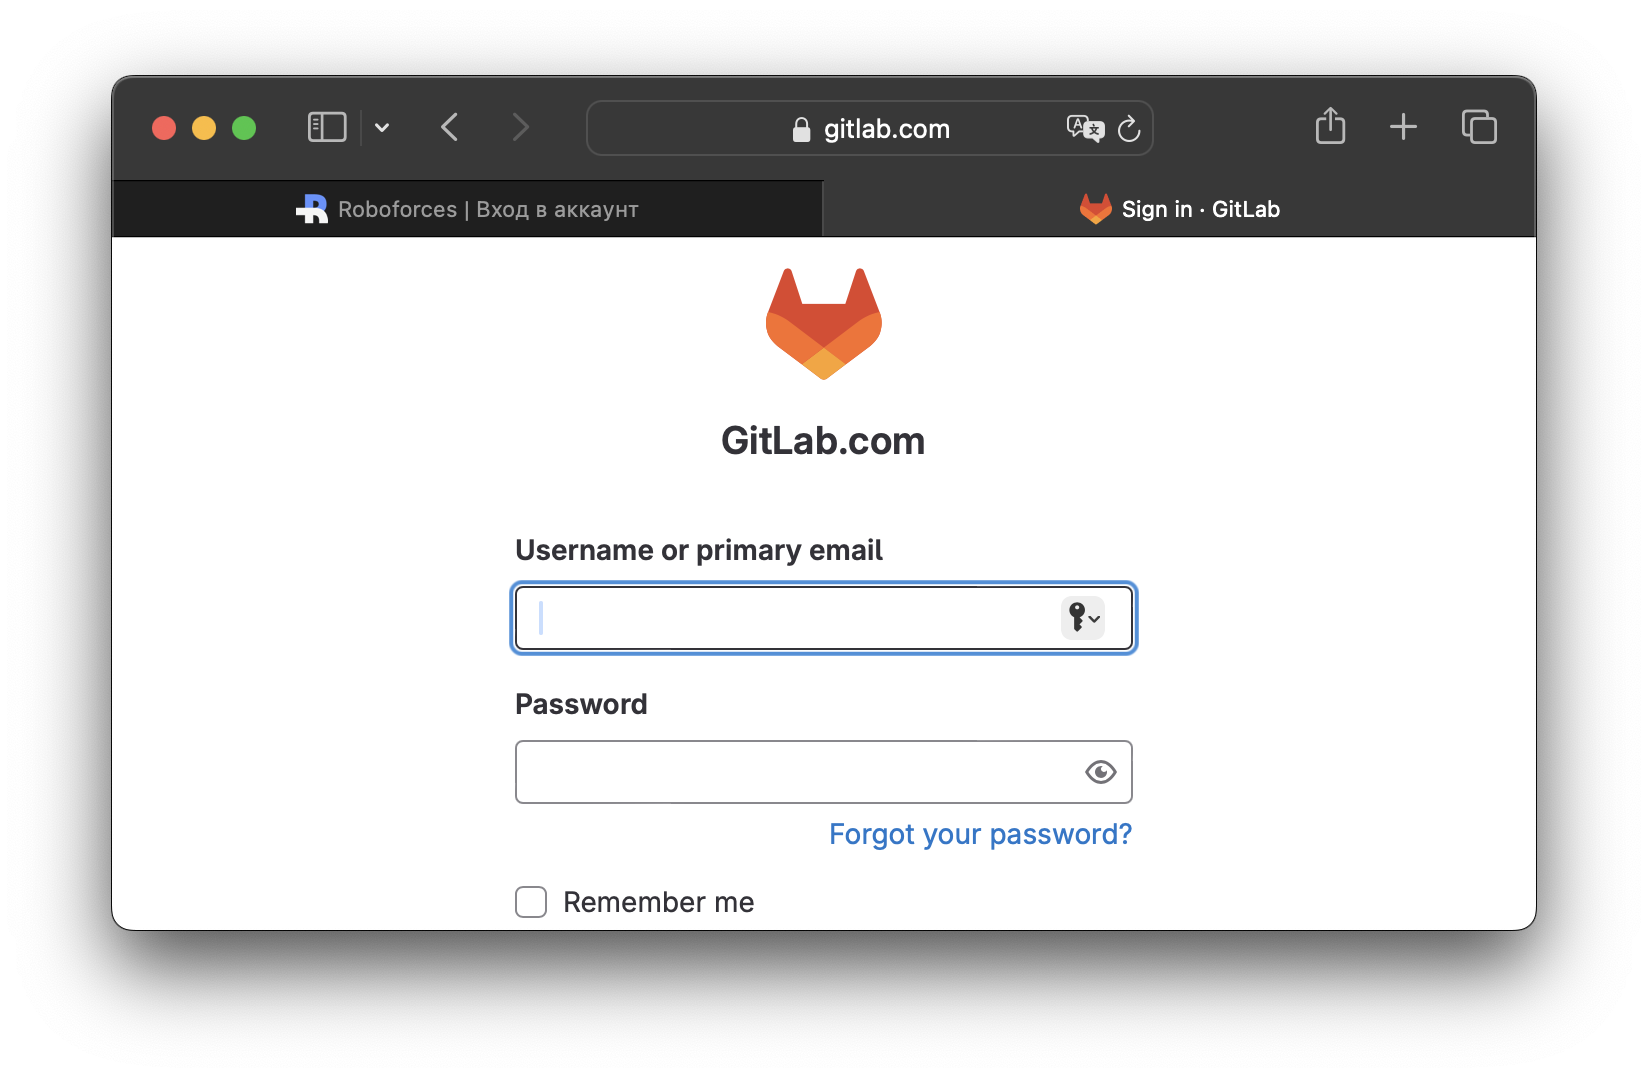 gitlab.com
Roboforces | Вход в аккаунт
Sign in · GitLab
GitLab.com
Username or primary email
Password
Forgot your password?
Remember me